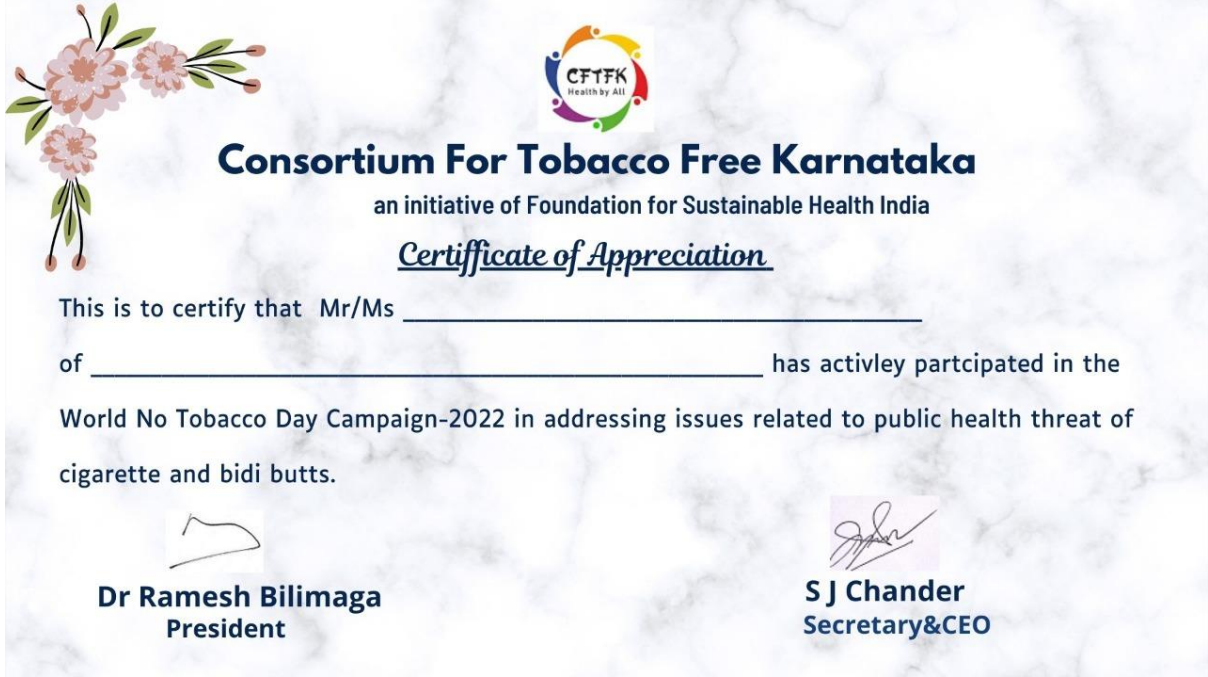 CFTFK
Health by All
Consortium For Tobacco Free Karnataka
an initiative of Foundation for Sustainable Health India
Certifficate of Appreciation
This is to certify that Mr/Ms ________________________________________
of ____________________________________________________ has activley partcipated in the
World No Tobacco Day Campaign-2022 in addressing issues related to public health threat of
cigarette and bidi butts.
Dr Ramesh Bilimaga
President
S J Chander
Secretary&CEO